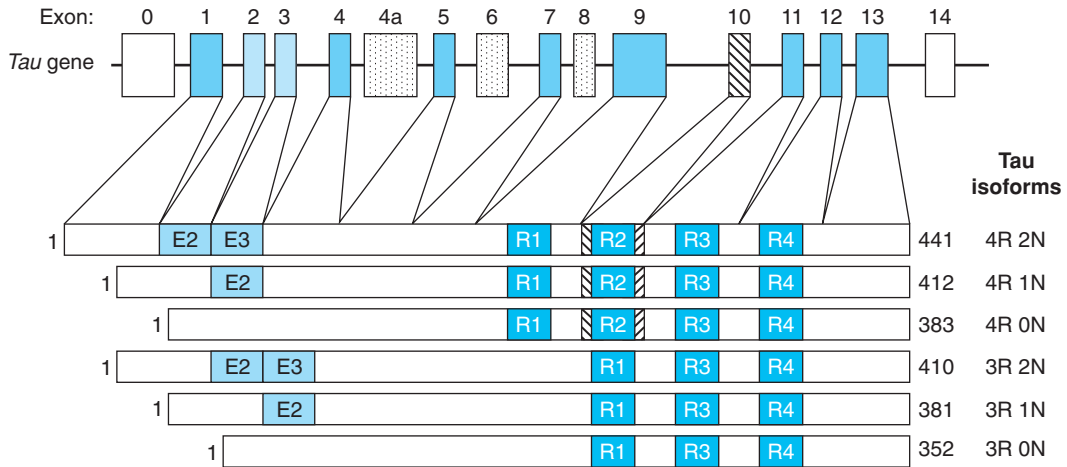 Exon: 0 1 2 3 4 4a 5 6 7 8 9 10 11 12 13 14
Tau gene
Tau
isoforms
1 E2 E3 R1 R2 R3 R4 441 4R 2N
1 E2 R1 R2 R3 R4 412 4R 1N
1 R1 R2 R3 R4 383 4R 0N
1 E2 E3 R1 R3 R4 410 3R 2N
1 E2 R1 R3 R4 381 3R 1N
1 R1 R3 R4 352 3R 0N